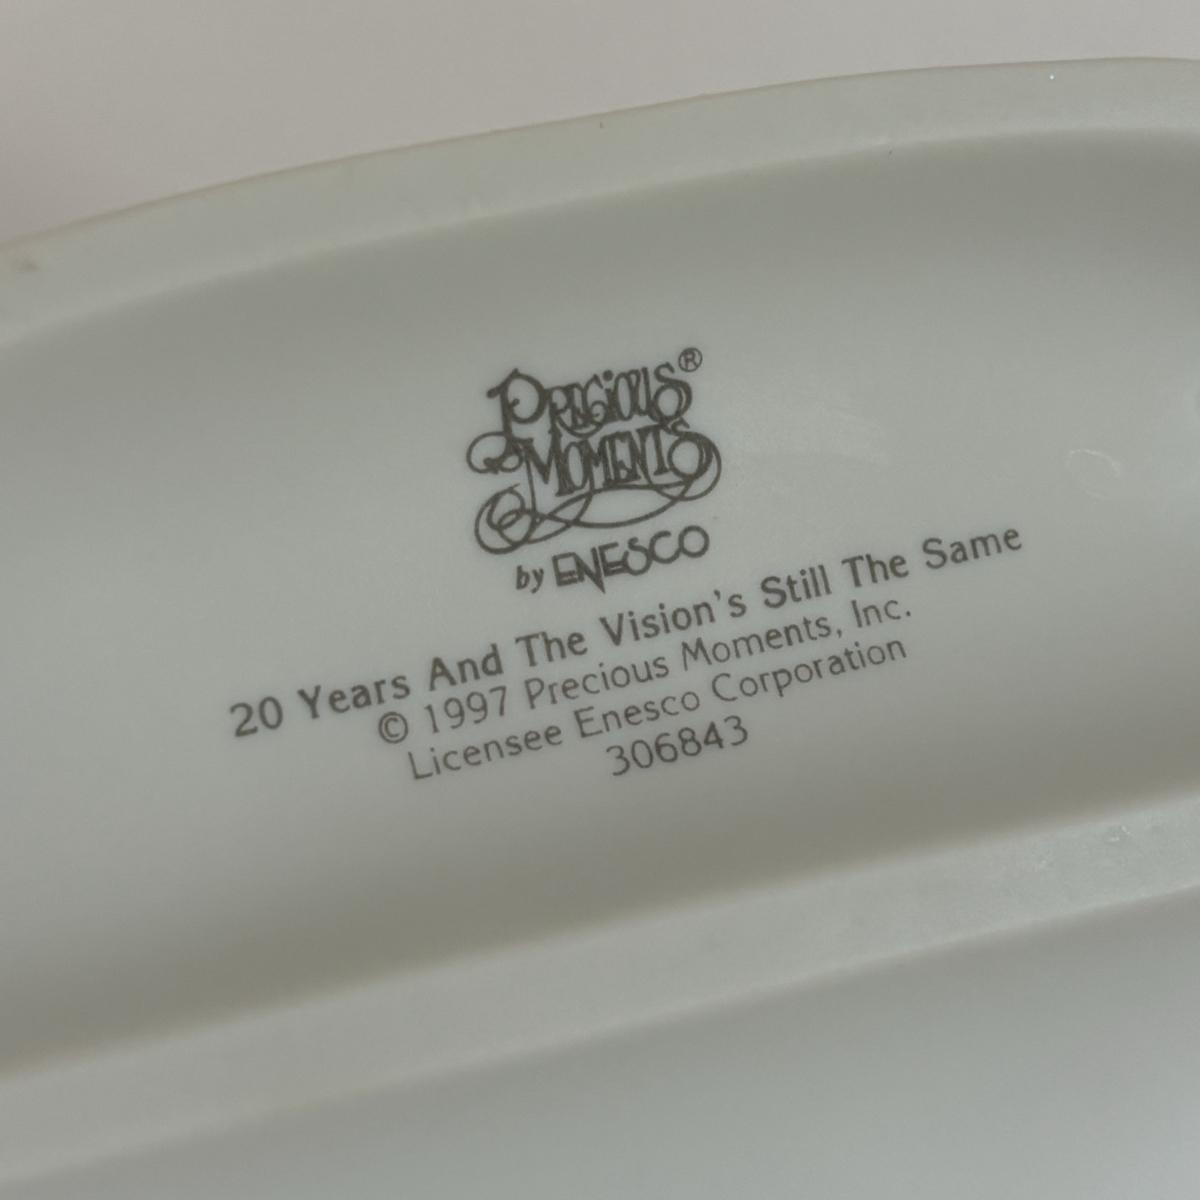 PRECIOUS®
MOMENTS
by ENESCO
20 Years And The Vision's Still The Same
© 1997 Precious Moments, Inc.
Licensee Enesco Corporation
306843